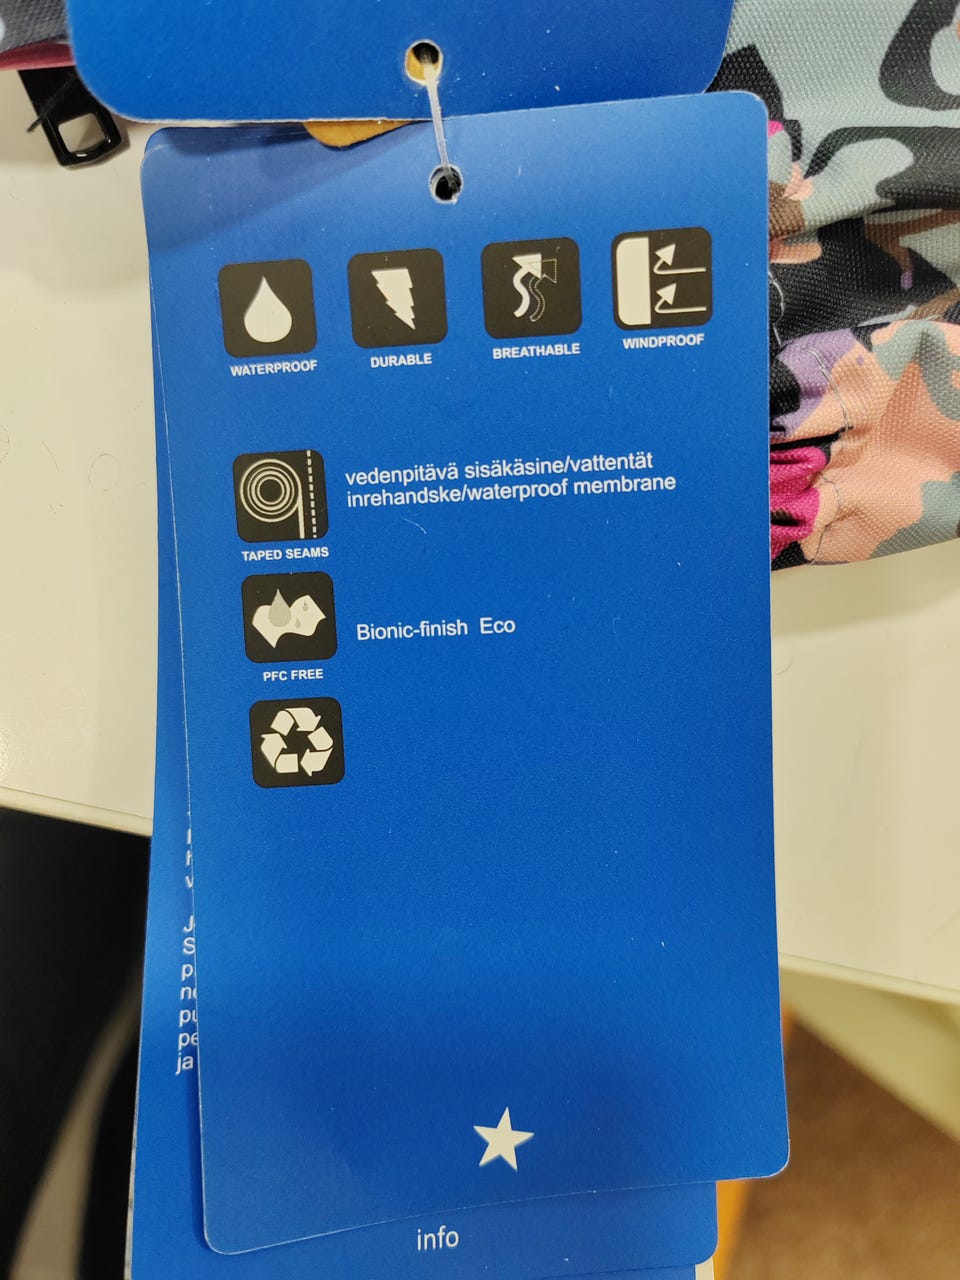 WATERPROOF
DURABLE
BREATHABLE
WINDPROOF
TAPED SEAMS
vedenpitävä sisäkäsine/vattentät
inrehandske/waterproof membrane
PFC FREE
Bionic-finish Eco
info